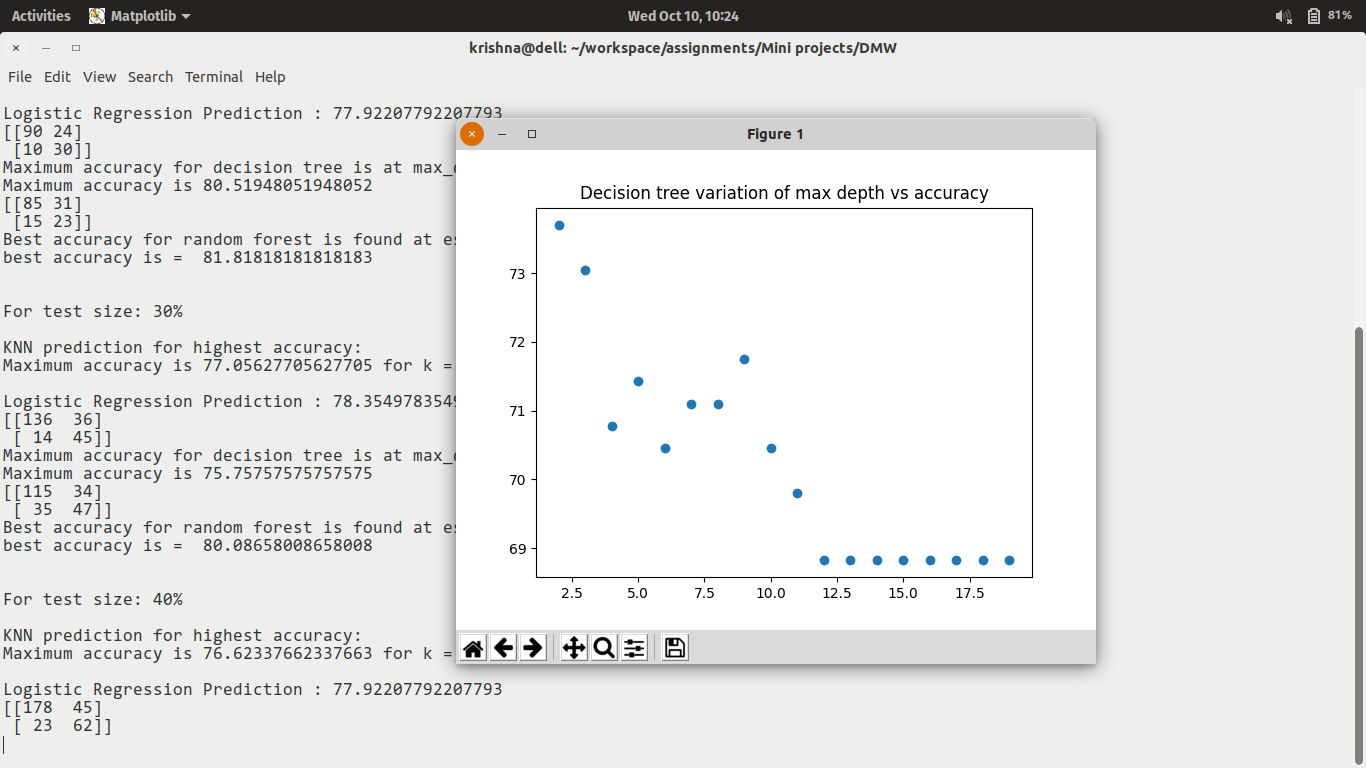 Activities Matplotlib Wed Oct 10, 10:24 81%
krishna@dell: ~/workspace/assignments/Mini projects/DMW
File Edit View Search Terminal Help
Logistic Regression Prediction : 77.92207792207793
[[90 24]
[10 30]]
Maximum accuracy for decision tree is at max_
Maximum accuracy is 80.51948051948052
[[85 31]
[15 23]]
Best accuracy for random forest is found at es
best accuracy is = 81.81818181818183
For test size: 30%
KNN prediction for highest accuracy:
Maximum accuracy is 77.05627705627705 for k =
Logistic Regression Prediction : 78.3549783549
[[136 36]
[ 14 45]]
Maximum accuracy for decision tree is at max_
Maximum accuracy is 75.75757575757575
[[115 34]
[ 35 47]]
Best accuracy for random forest is found at es
best accuracy is = 80.08658008658008
For test size: 40%
KNN prediction for highest accuracy:
Maximum accuracy is 76.62337662337663 for k =
Logistic Regression Prediction : 77.92207792207793
[[178 45]
[ 23 62]]
Figure 1
Decision tree variation of max depth vs accuracy
73
72
71
70
69
2.5 5.0 7.5 10.0 12.5 15.0 17.5